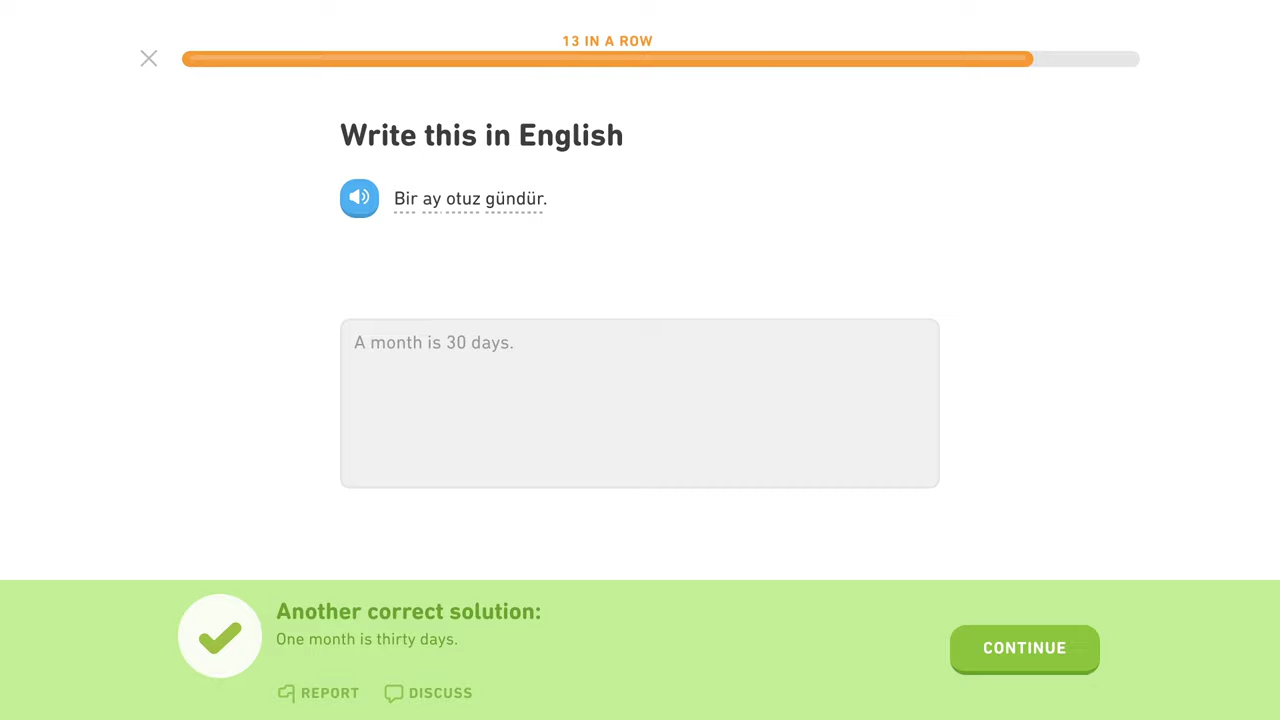 13 IN A ROW
Write this in English
Bir ay otuz gündür.
A month is 30 days.
Another correct solution:
One month is thirty days.
CONTINUE
REPORT DISCUSS